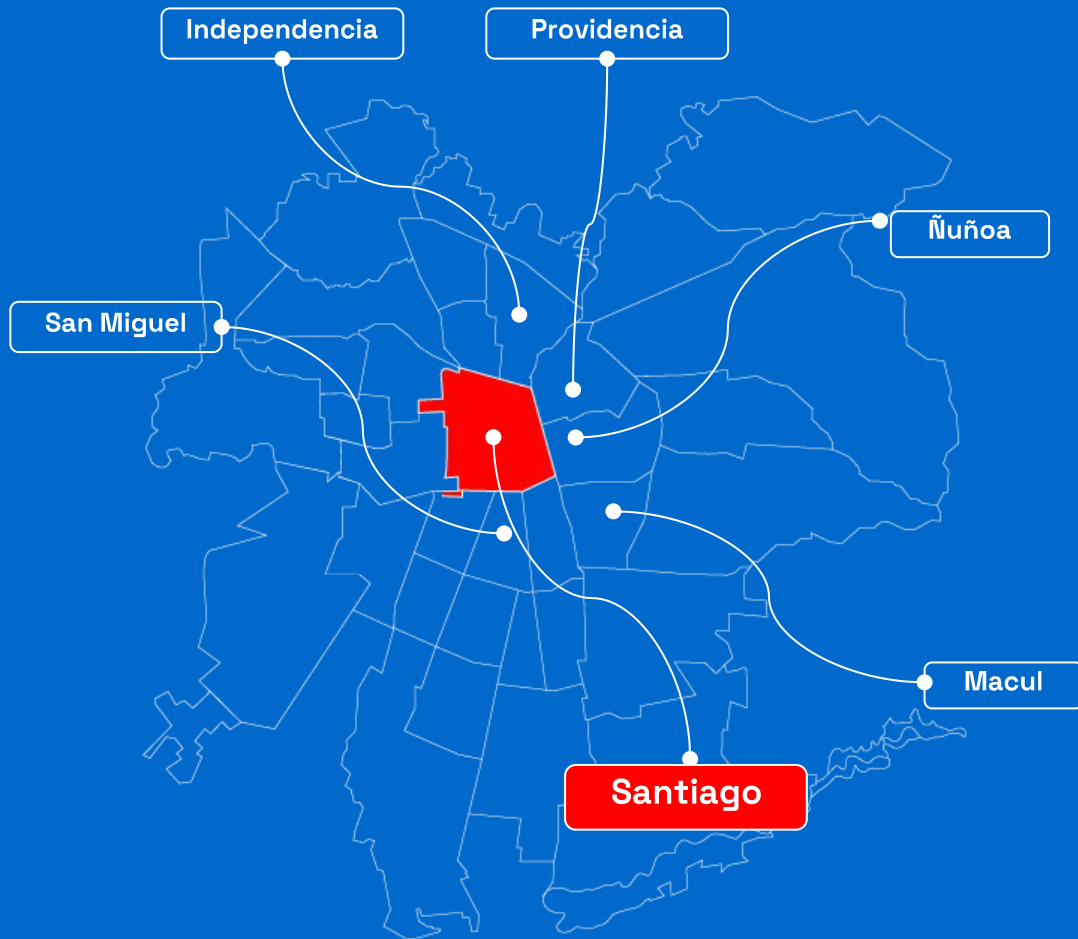 Independencia
Providencia
Ñuñoa
San Miguel
Macul
Santiago